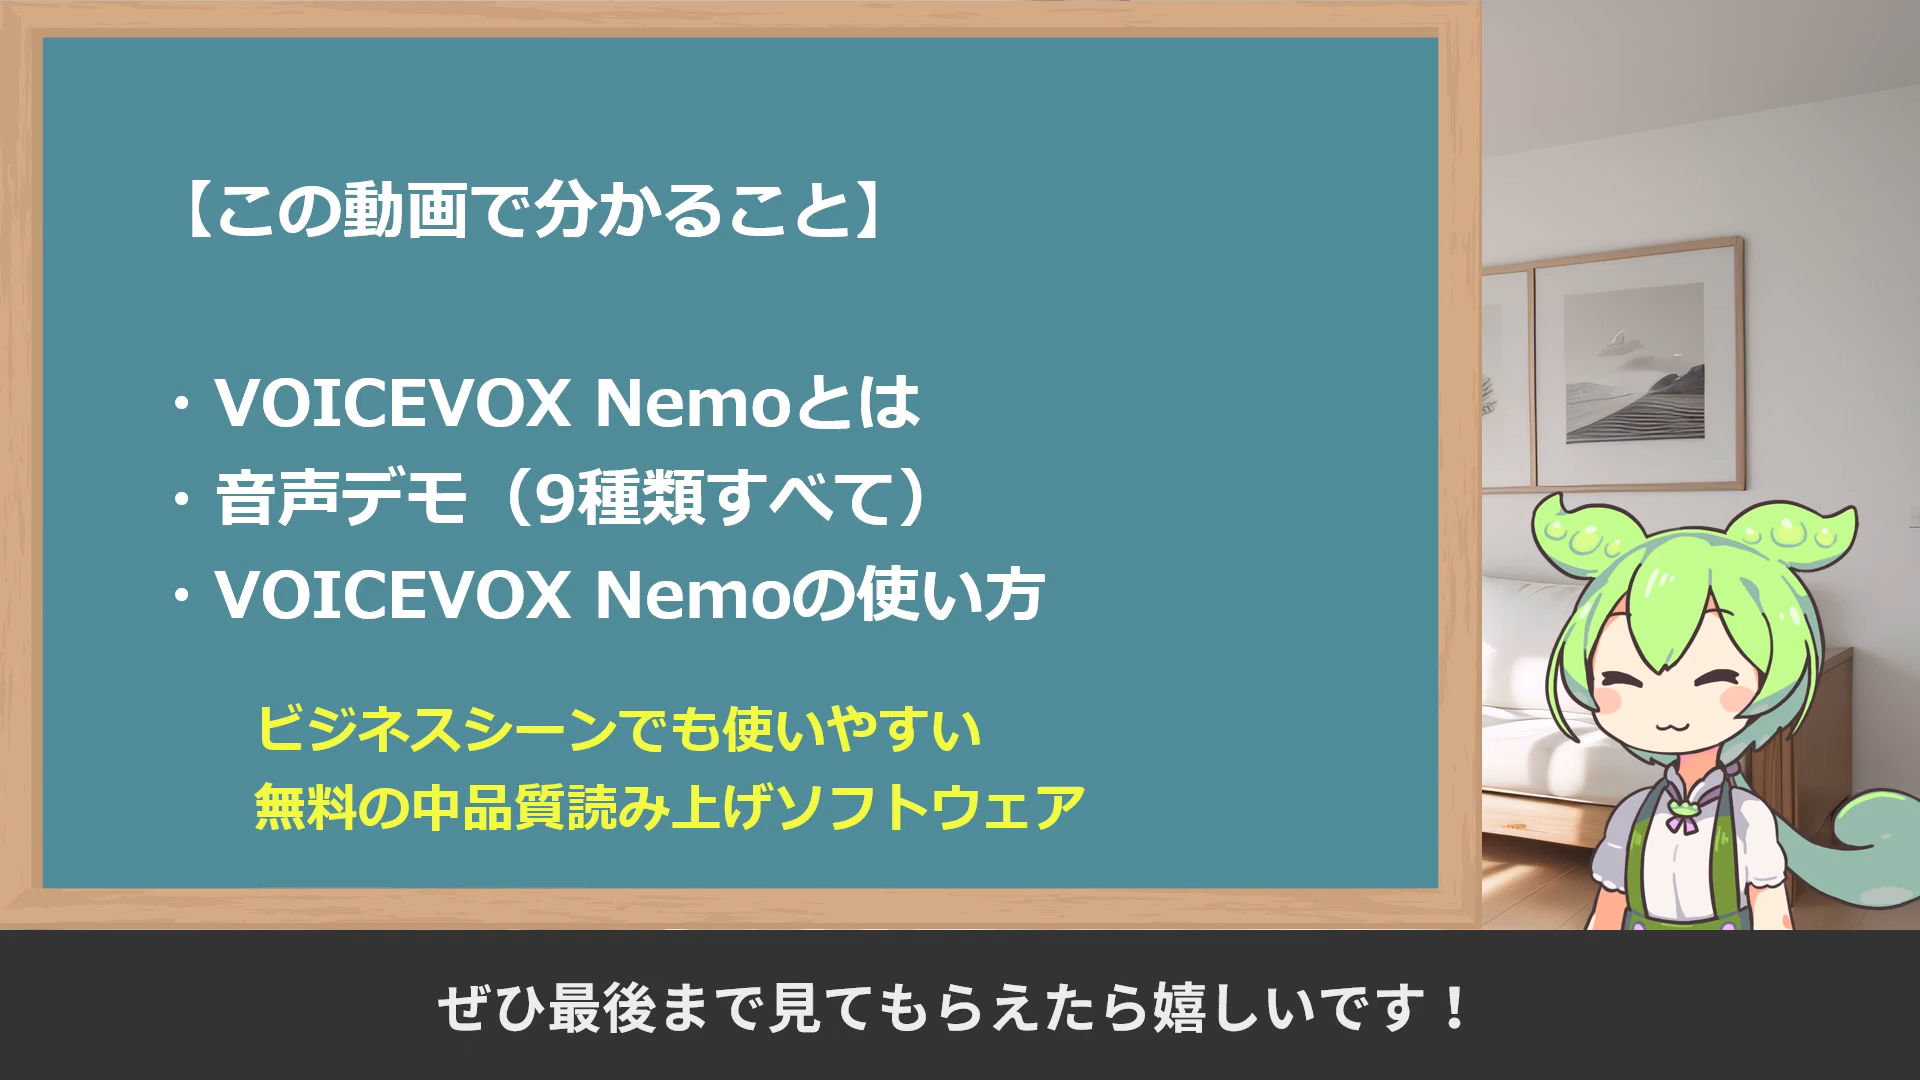 【この動画で分かること】
・VOICEVOX Nemoとは
・音声デモ（9種類すべて）
・VOICEVOX Nemoの使い方
ビジネスシーンでも使いやすい
無料の中品質読み上げソフトウェア
ぜひ最後まで見てもらえたら嬉しいです！